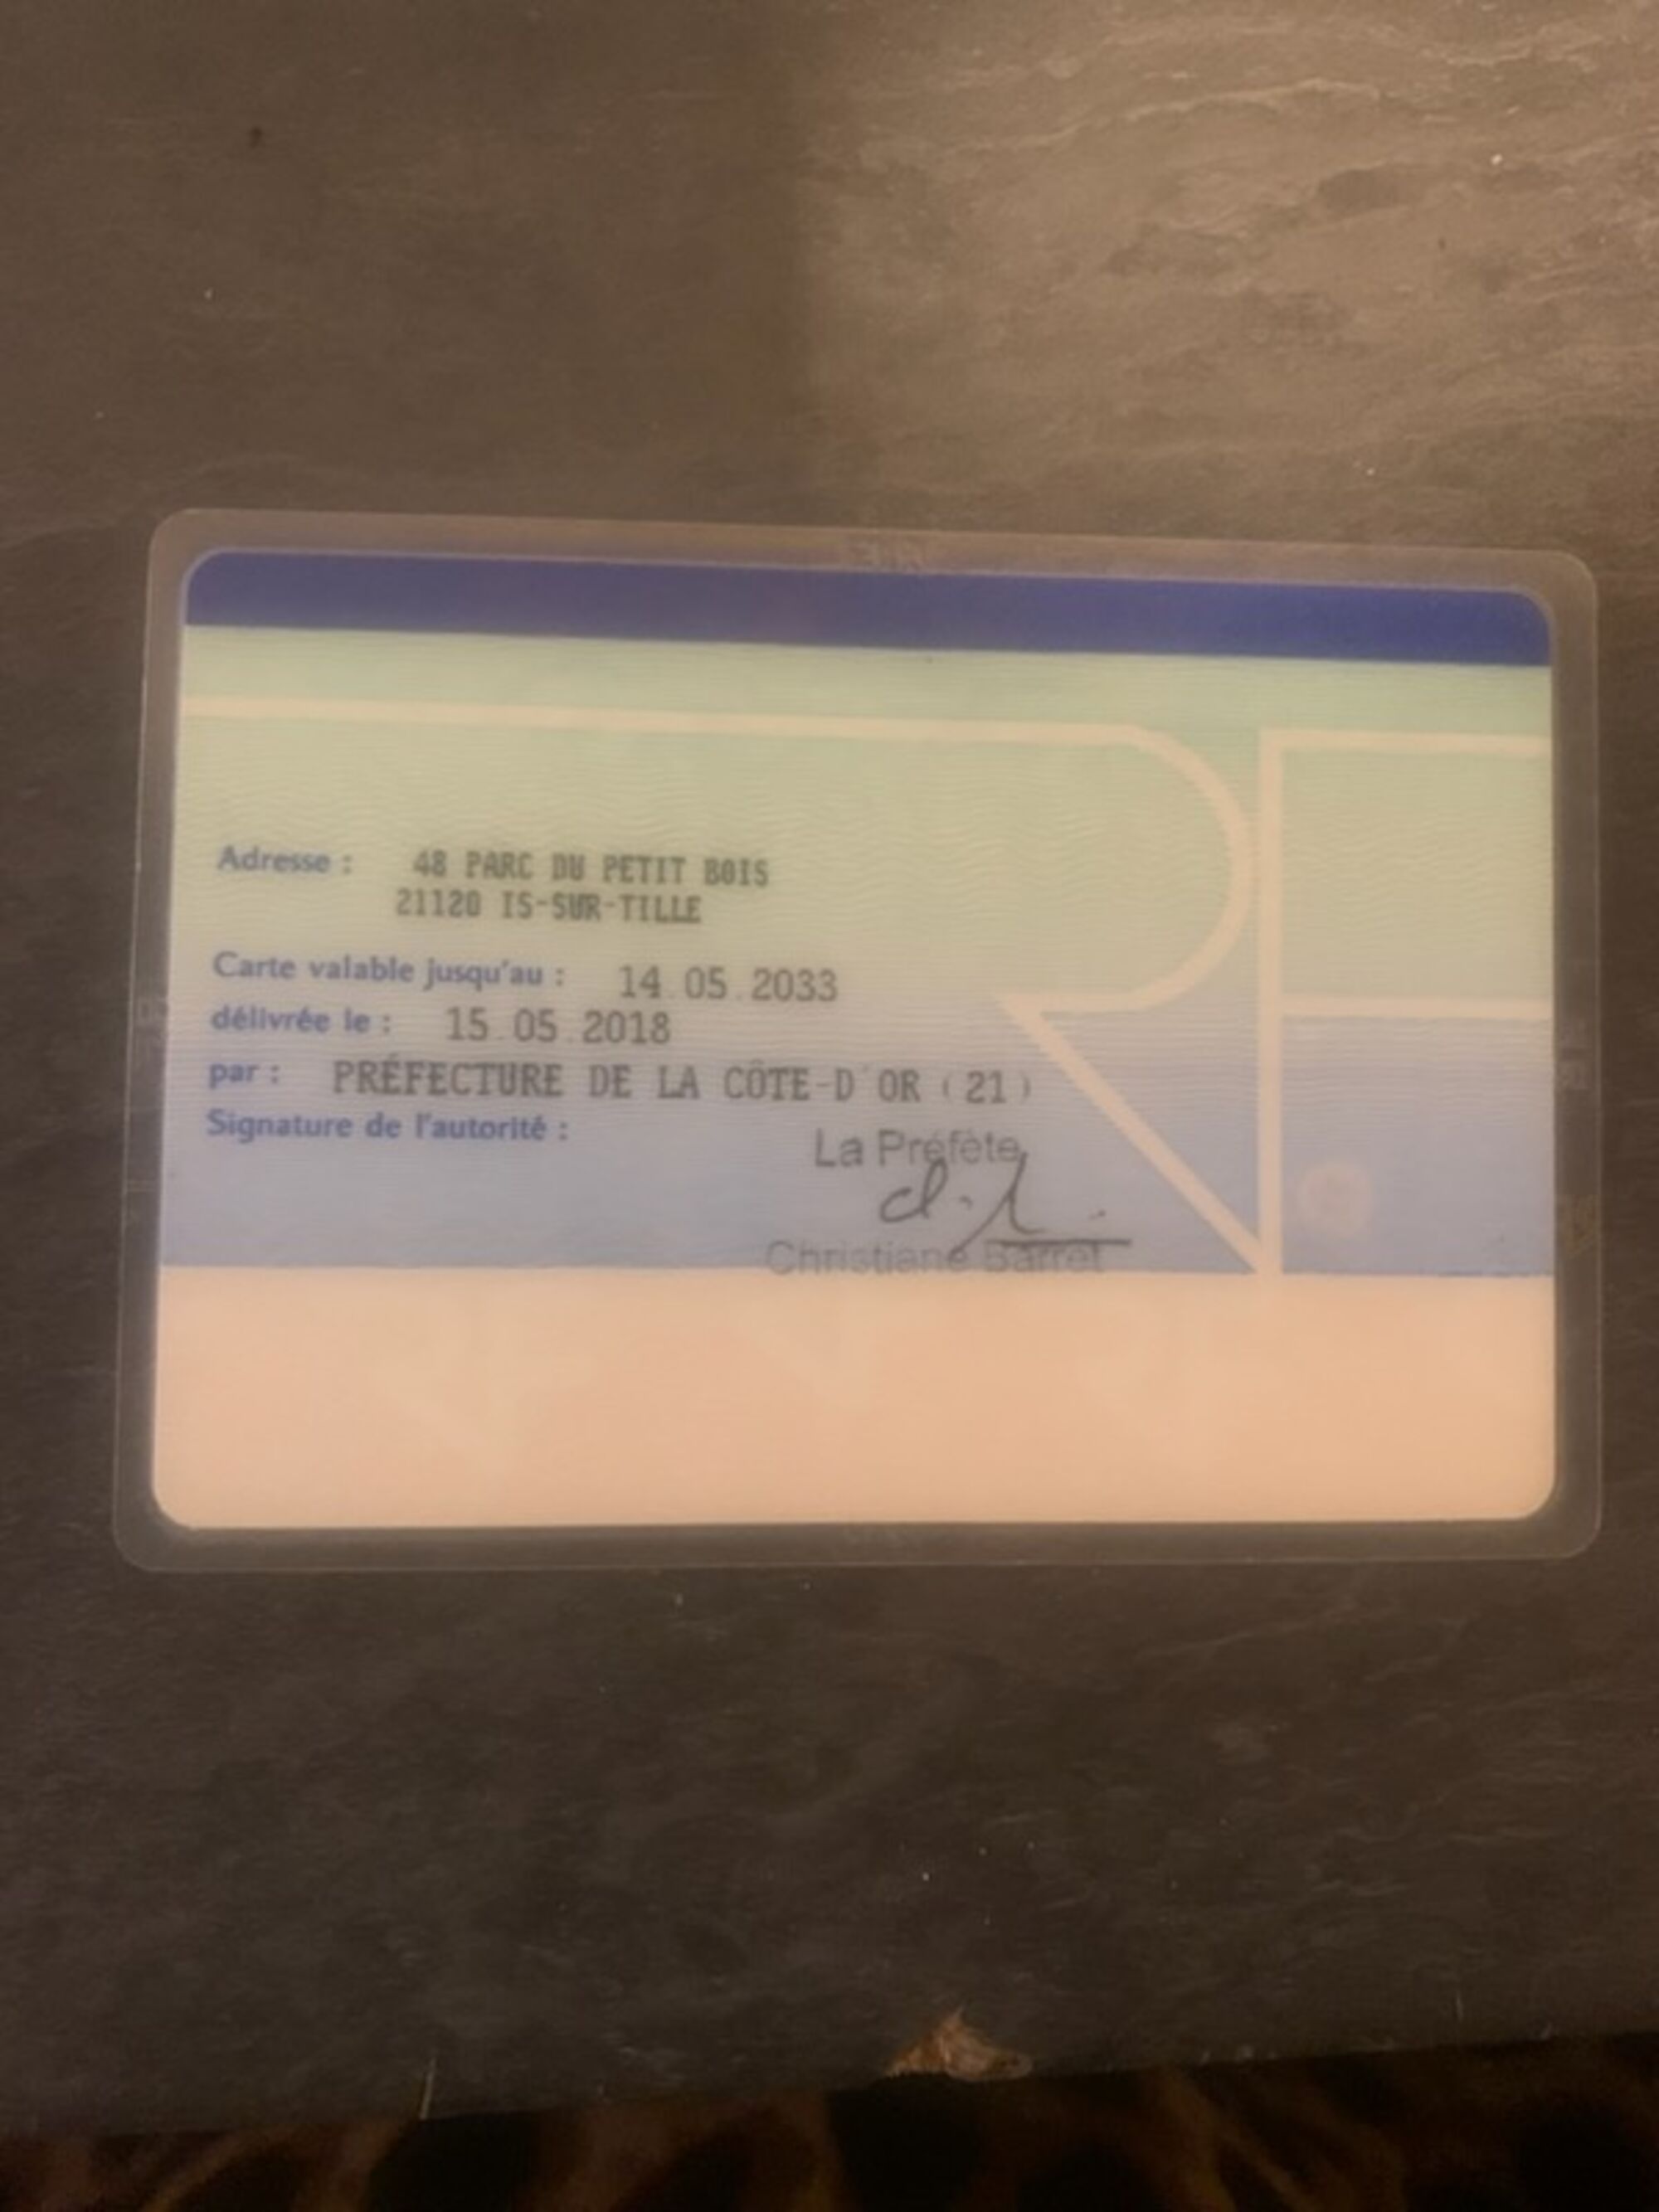 Adresse : 48 PARC DU PETIT BOIS
21120 IS-SUR-TILLE
Carte valable jusqu'au : 14.05.2033
délivrée le : 15.05.2018
par : PRÉFECTURE DE LA CÔTE-D'OR (21)
Signature de l'autorité :
La Préfète
Christiane Barret
RF